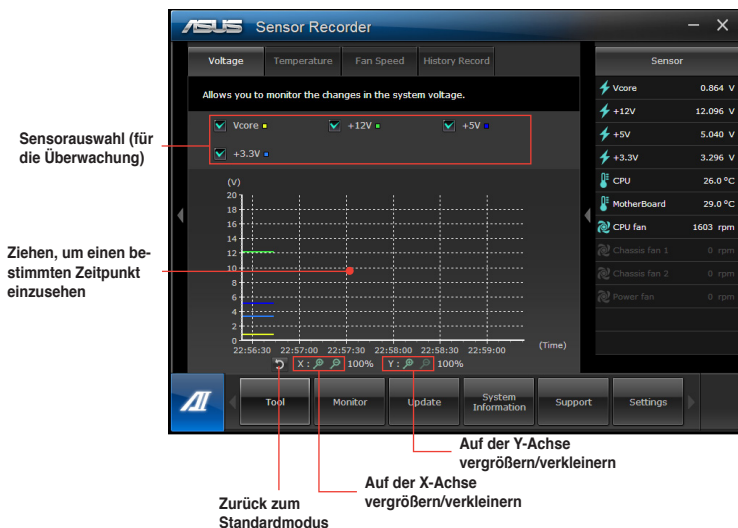 ASUS Sensor Recorder
Voltage Temperature Fan Speed History Record
Allows you to monitor the changes in the system voltage.
Vcore +12V +5V
+3.3V
Sensorauswahl (für
die Überwachung)
Ziehen, um einen be-
stimmten Zeitpunkt
einzusehen
(V)
20
18
16
14
12
10
8
6
4
2
0
22:56:30 22:57:00 22:57:30 22:58:00 22:58:30 22:59:00
(Time)
X : 100% Y : 100%
Sensor
Vcore 0.864 V
+12V 12.096 V
+5V 5.040 V
+3.3V 3.296 V
CPU 26.0 °C
MotherBoard 29.0 °C
CPU fan 1603 rpm
Chassis fan 1 0 rpm
Chassis fan 2 0 rpm
Power fan 0 rpm
AI
Tool Monitor Update System Information Support Settings
Auf der Y-Achse
vergrößern/verkleinern
Auf der X-Achse
vergrößern/verkleinern
Zurück zum
Standardmodus